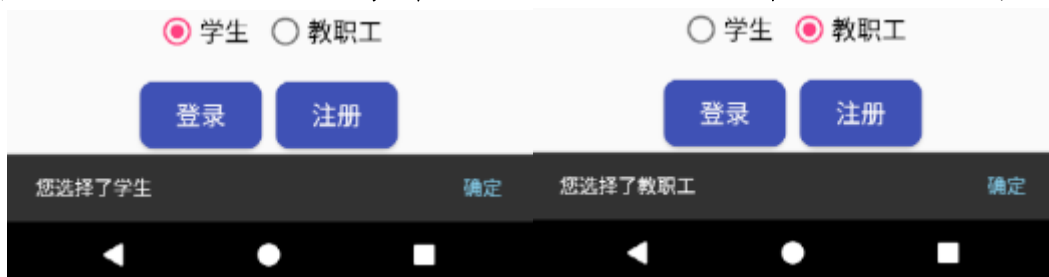 学生 教职工
登录 注册
您选择了学生 确定
学生 教职工
登录 注册
您选择了教职工 确定